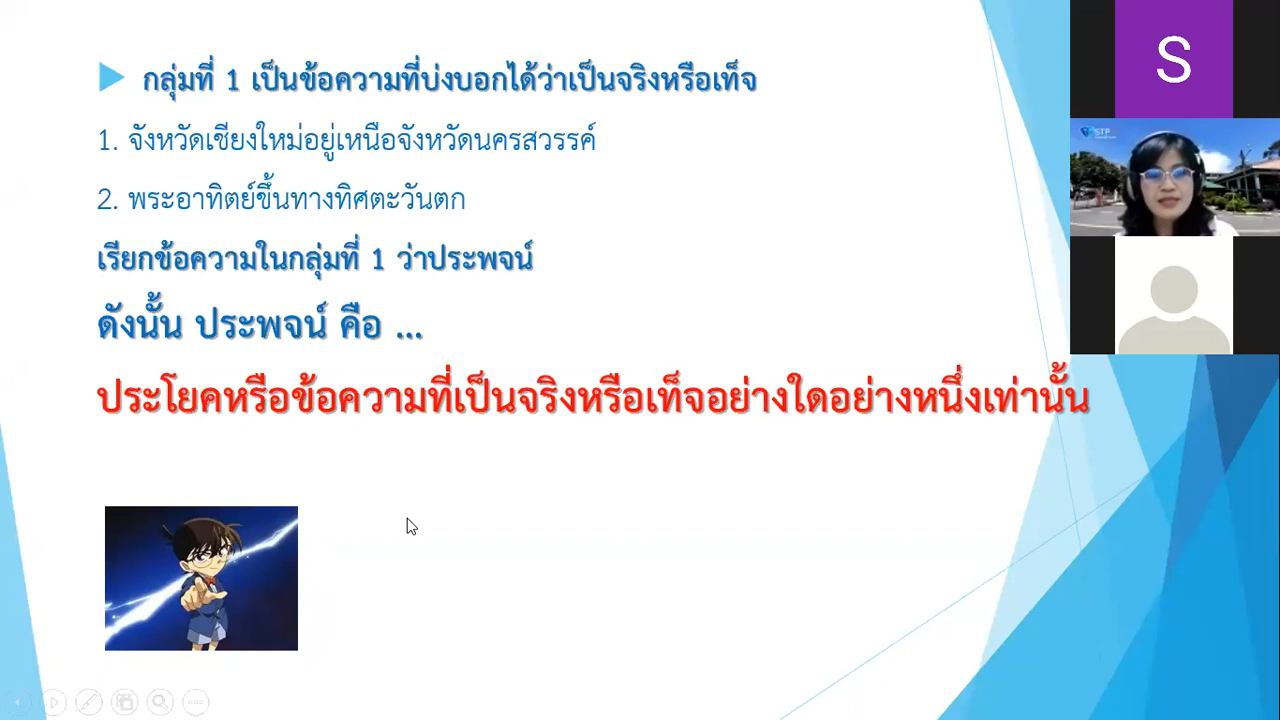 กลุ่มที่ 1 เป็นข้อความที่บ่งบอกได้ว่าเป็นจริงหรือเท็จ
1. จังหวัดเชียงใหม่อยู่เหนือจังหวัดนครสวรรค์
2. พระอาทิตย์ขึ้นทางทิศตะวันตก
เรียกข้อความในกลุ่มที่ 1 ว่าประพจน์
ดังนั้น ประพจน์ คือ ...
ประโยคหรือข้อความที่เป็นจริงหรือเท็จอย่างใดอย่างหนึ่งเท่านั้น
S
STP